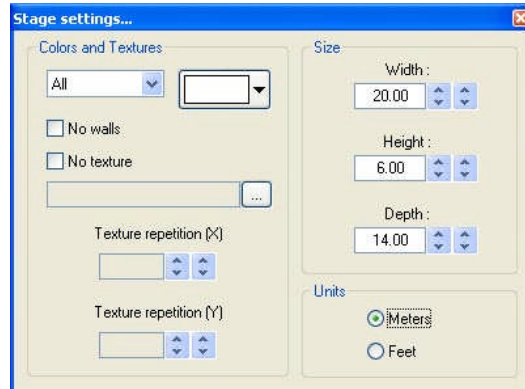 Stage settings...
Colors and Textures
All
No walls
No texture
...
Texture repetition (X)
Texture repetition (Y)
Size
Width :
20.00
Height :
6.00
Depth :
14.00
Units
Meters
Feet